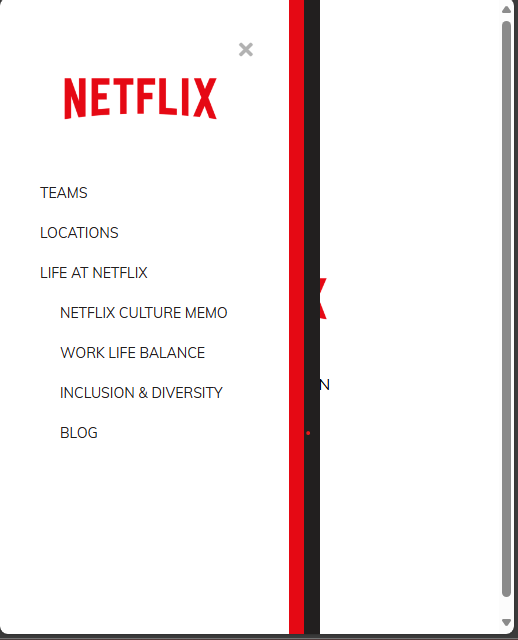 NETFLIX
TEAMS
LOCATIONS
LIFE AT NETFLIX
NETFLIX CULTURE MEMO
WORK LIFE BALANCE
INCLUSION & DIVERSITY
BLOG
X
N